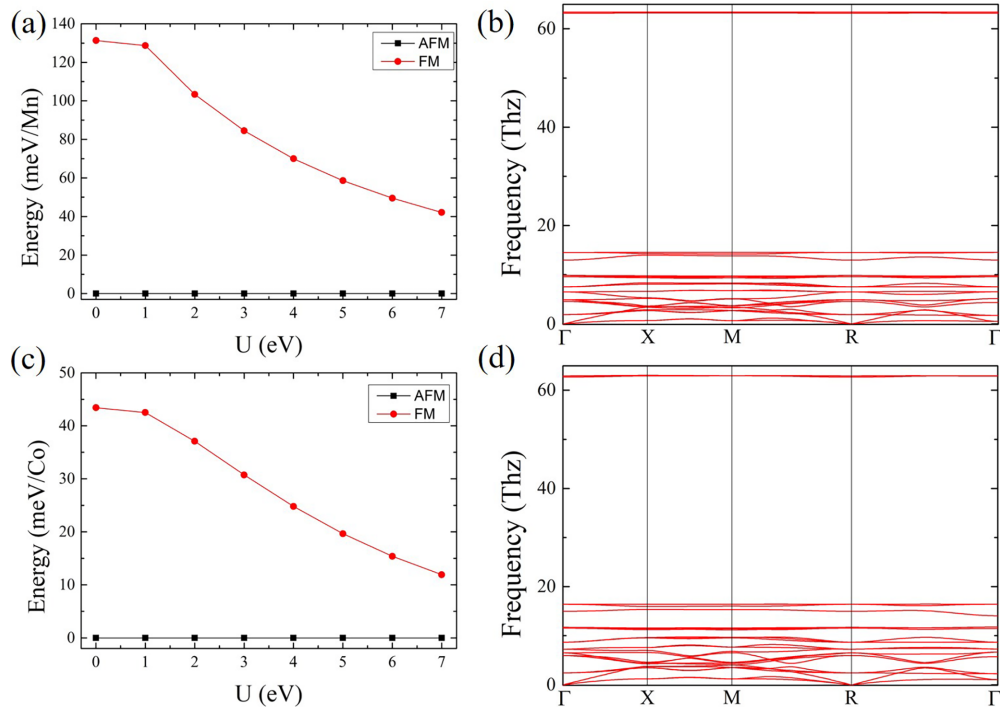 (a)
140
120
100
80
60
40
20
0
Energy (meV/Mn)
AFM
FM
0 1 2 3 4 5 6 7
U (eV)
(b)
60
40
20
0
Frequency (Thz)
Γ X M R Γ
(c)
50
40
30
20
10
0
Energy (meV/Co)
AFM
FM
0 1 2 3 4 5 6 7
U (eV)
(d)
60
40
20
0
Frequency (Thz)
Γ X M R Γ